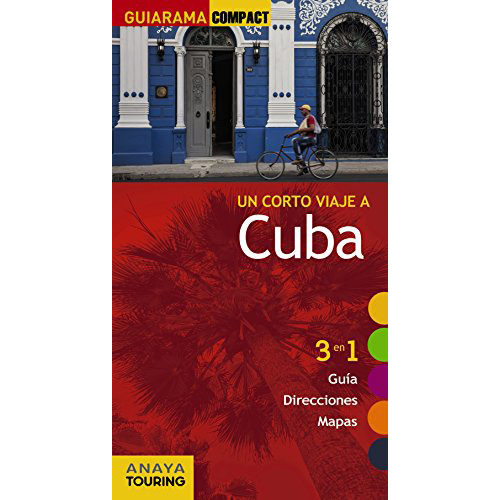 GUIARAMA COMPACT
UN CORTO VIAJE A
Cuba
3 en 1
Guía
Direcciones
Mapas
ANAYA
TOURING